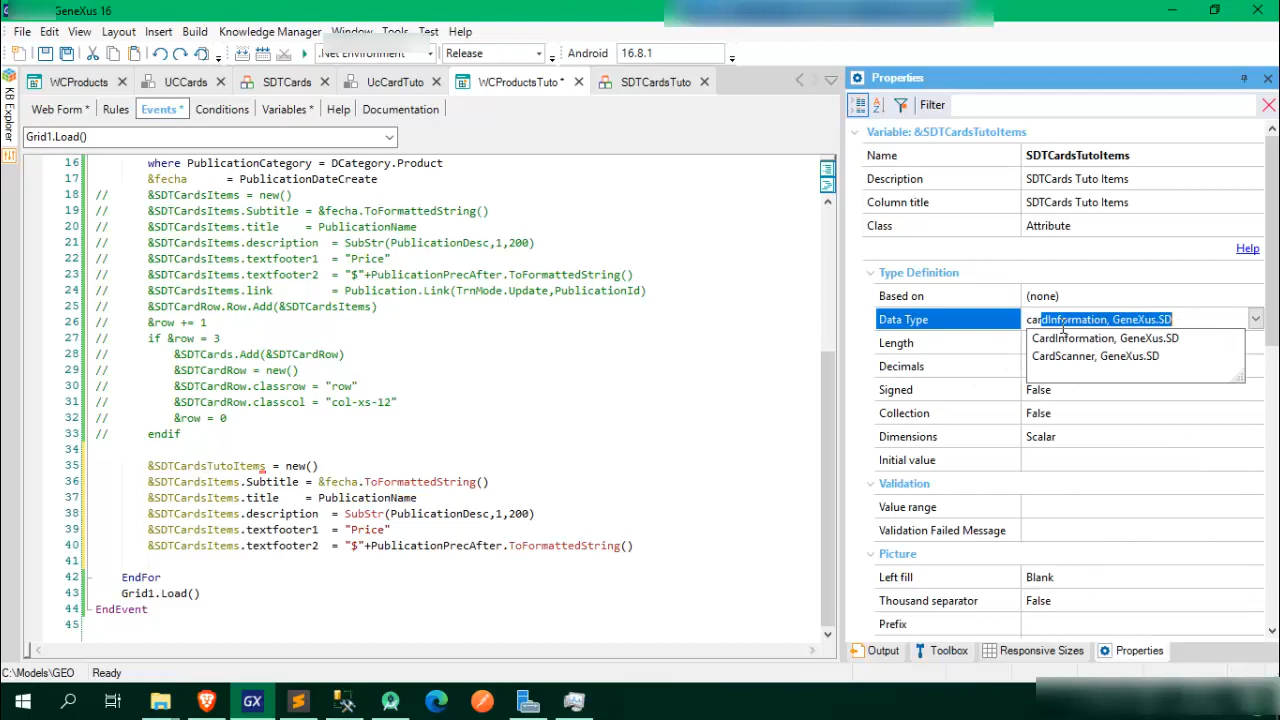 GX GeneXus 16
File Edit View Layout Insert Build Knowledge Manager Window Tools Test Help
.Net Environment Release Android 16.8.1
WCProducts UCCards SDTCards UcCardTuto WCProductsTuto * SDTCardsTuto
Web Form * Rules Events * Conditions Variables * Help Documentation
KB Explorer
Grid1.Load()
16 where PublicationCategory = DCategory.Product
17 &fecha = PublicationDateCreate
18 // &SDTCardsItems = new()
19 // &SDTCardsItems.Subtitle = &fecha.ToFormattedString()
20 // &SDTCardsItems.title = PublicationName
21 // &SDTCardsItems.description = SubStr(PublicationDesc,1,200)
22 // &SDTCardsItems.textfooter1 = "Price"
23 // &SDTCardsItems.textfooter2 = "$"+PublicationPrecAfter.ToFormattedString()
24 // &SDTCardsItems.link = Publication.Link(TrnMode.Update,PublicationId)
25 // &SDTCardRow.Row.Add(&SDTCardsItems)
26 // &row += 1
27 // if &row = 3
28 // &SDTCards.Add(&SDTCardRow)
29 // &SDTCardRow = new()
30 // &SDTCardRow.classrow = "row"
31 // &SDTCardRow.classcol = "col-xs-12"
32 // &row = 0
33 // endif
34
35 &SDTCardsTutoItems = new()
36 &SDTCardsItems.Subtitle = &fecha.ToFormattedString()
37 &SDTCardsItems.title = PublicationName
38 &SDTCardsItems.description = SubStr(PublicationDesc,1,200)
39 &SDTCardsItems.textfooter1 = "Price"
40 &SDTCardsItems.textfooter2 = "$"+PublicationPrecAfter.ToFormattedString()
41
42 EndFor
43 Grid1.Load()
44 EndEvent
45
Properties
Filter
Variable: &SDTCardsTutoItems
Name SDTCardsTutoItems
Description SDTCards Tuto Items
Column title SDTCards Tuto Items
Class Attribute
Help
Type Definition
Based on (none)
Data Type cardInformation, GeneXus.SD
CardInformation, GeneXus.SD
CardScanner, GeneXus.SD
Length
Decimals
Signed False
Collection False
Dimensions Scalar
Initial value
Validation
Value range
Validation Failed Message
Picture
Left fill Blank
Thousand separator False
Prefix
Output Toolbox Responsive Sizes Properties
C:\Models\GEO Ready
GX